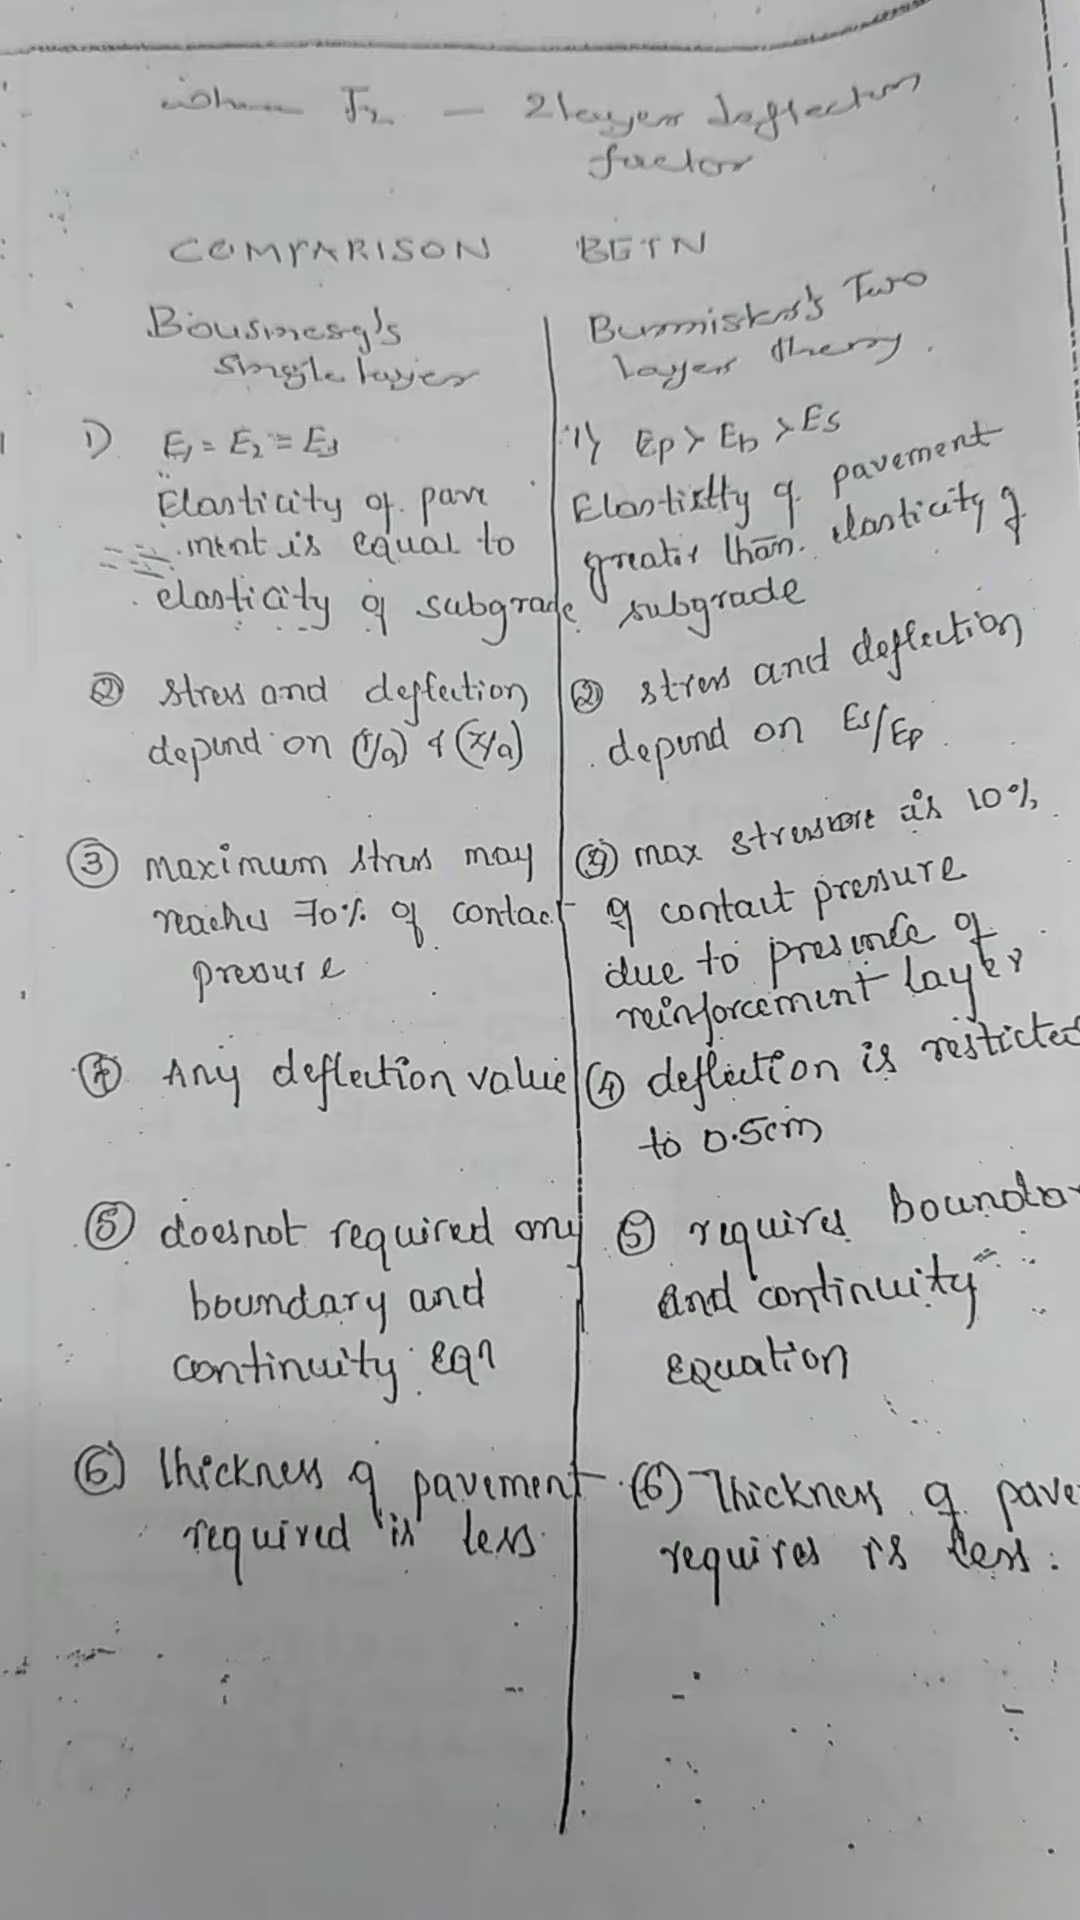 where F2 - 2 layer deflection
factor
COMPARISON BETN
Bousinesq's
single layer
Burmister's Two
layer theory.
1) E1 = E2 = E3
Elasticity of pave
ment is equal to
elasticity of subgrade
1) Ep > Eb > Es
Elastisity of pavement
greater than elasticity of
subgrade
② stress and deflection
depend on (r/a) & (z/a)
② stress and deflection
depend on Es/Ep
③ maximum stress may
reaches 70% of contact
presure
③ max stress is 10%
of contact pressure
due to presence of
reinforcement layer
④ Any deflection value
④ deflection is resticted
to 0.5cm
⑤ doesnot required any
boundary and
continuity Eqn
⑤ requires boundar
and continuity
Equation
⑥ thickness of pavement
required is less
(6) Thickness of pave
requires is less.